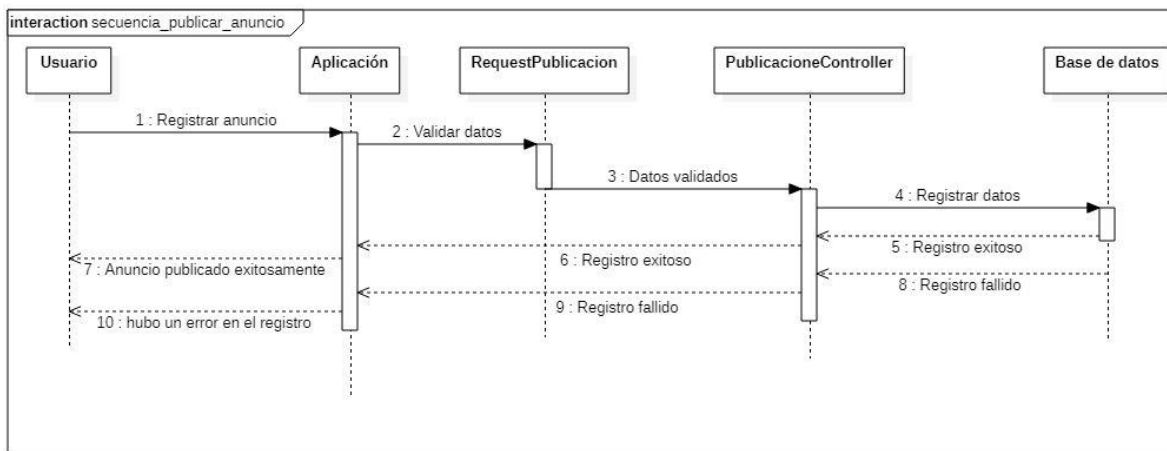 interaction secuencia_publicar_anuncio
Usuario
Aplicación
RequestPublicacion
PublicacioneController
Base de datos
1 : Registrar anuncio
2 : Validar datos
3 : Datos validados
4 : Registrar datos
5 : Registro exitoso
6 : Registro exitoso
7 : Anuncio publicado exitosamente
8 : Registro fallido
9 : Registro fallido
10 : hubo un error en el registro